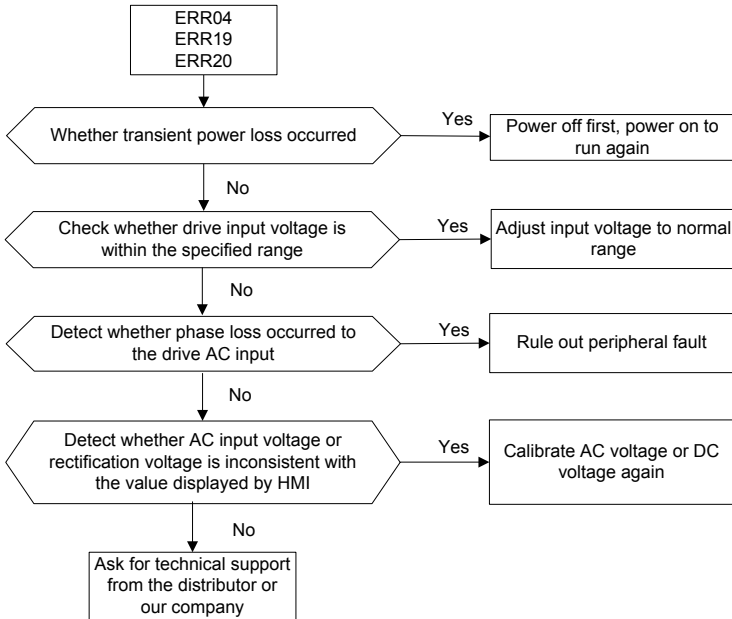 ERR04
ERR19
ERR20
Whether transient power loss occurred
Yes
Power off first, power on to
run again
No
Check whether drive input voltage is
within the specified range
Yes
Adjust input voltage to normal
range
No
Detect whether phase loss occurred to
the drive AC input
Yes
Rule out peripheral fault
No
Detect whether AC input voltage or
rectification voltage is inconsistent with
the value displayed by HMI
Yes
Calibrate AC voltage or DC
voltage again
No
Ask for technical support
from the distributor or
our company